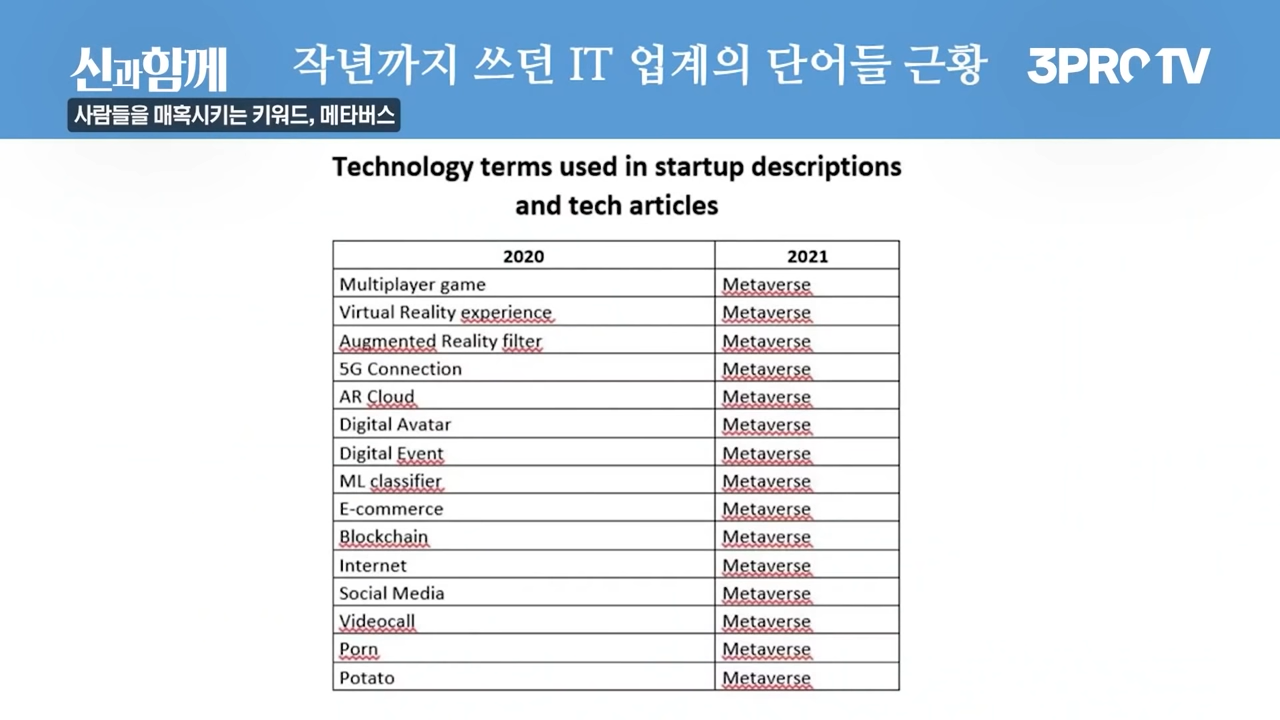 신과함께
작년까지 쓰던 IT 업계의 단어들 근황
3PRO TV
사람들을 매혹시키는 키워드, 메타버스
Technology terms used in startup descriptions
and tech articles
2020 2021
Multiplayer game Metaverse
Virtual Reality experience Metaverse
Augmented Reality filter Metaverse
5G Connection Metaverse
AR Cloud Metaverse
Digital Avatar Metaverse
Digital Event Metaverse
ML classifier Metaverse
E-commerce Metaverse
Blockchain Metaverse
Internet Metaverse
Social Media Metaverse
Videocall Metaverse
Porn Metaverse
Potato Metaverse